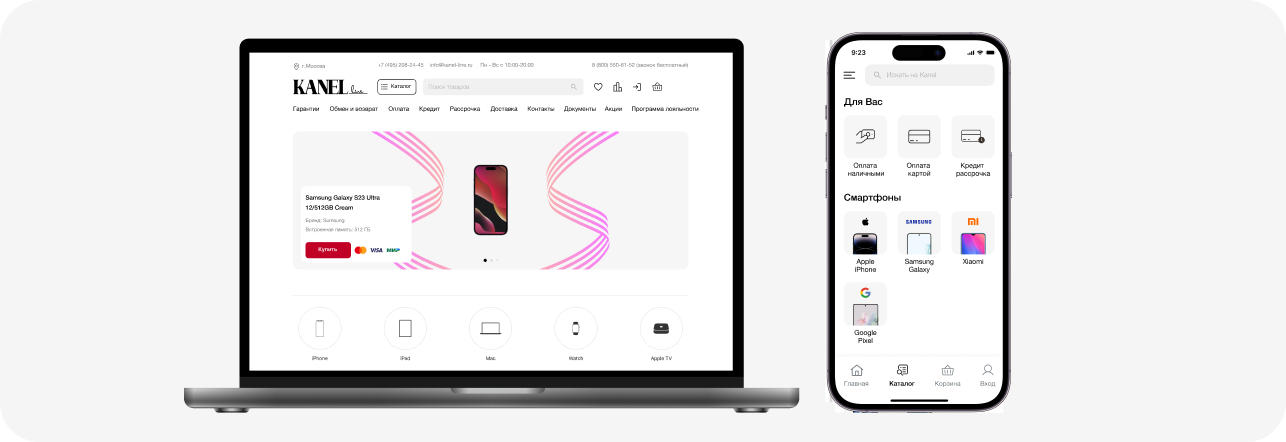 г.Москва
+7 (495) 208-24-45 info@kanel-line.ru Пн - Вс с 10:00-20.00 8 (800) 550-61-52 (звонок бесплатный)
KANEL line
Каталог
Поиск товаров
Гарантии Обмен и возврат Оплата Кредит Рассрочка Доставка Контакты Документы Акции Программа лояльности
Samsung Galaxy S23 Ultra
12/512GB Cream
Бренд: Samsung
Встроенная память: 512 ГБ
Купить VISA МИР
iPhone iPad Mac Watch Apple TV
9:23
Искать на Kanel
Для Вас
Оплата
наличными
Оплата
картой
Кредит
рассрочка
Смартфоны
Apple
iPhone
SAMSUNG
Samsung
Galaxy
Xiaomi
Google
Pixel
Главная Каталог Корзина Вход